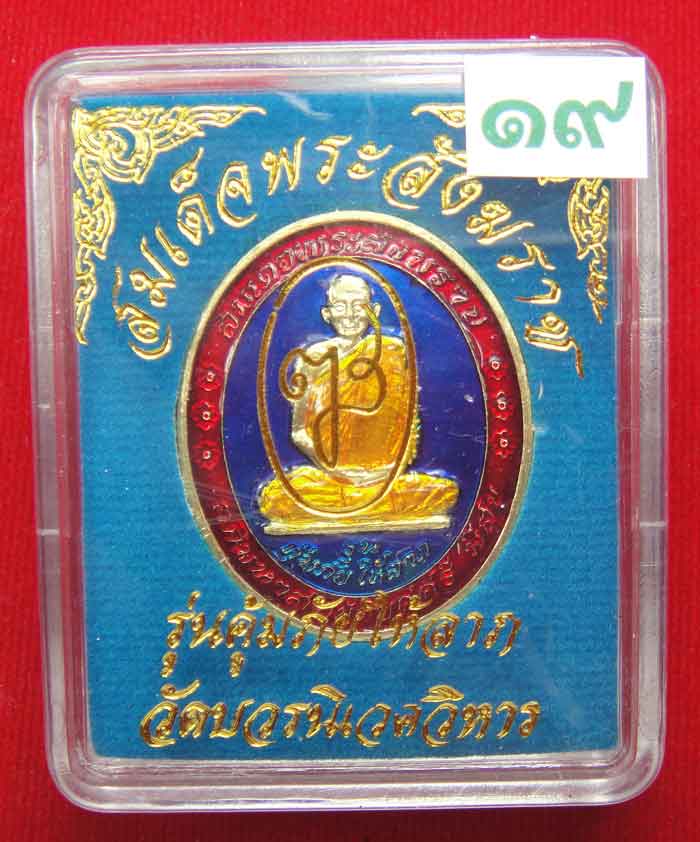 ๑๙
สมเด็จพระสังฆราช
สมเด็จพระสังฆราช
รุ่นคุ้มภัยให้ลาภ
วัดบวรนิเวศวิหาร